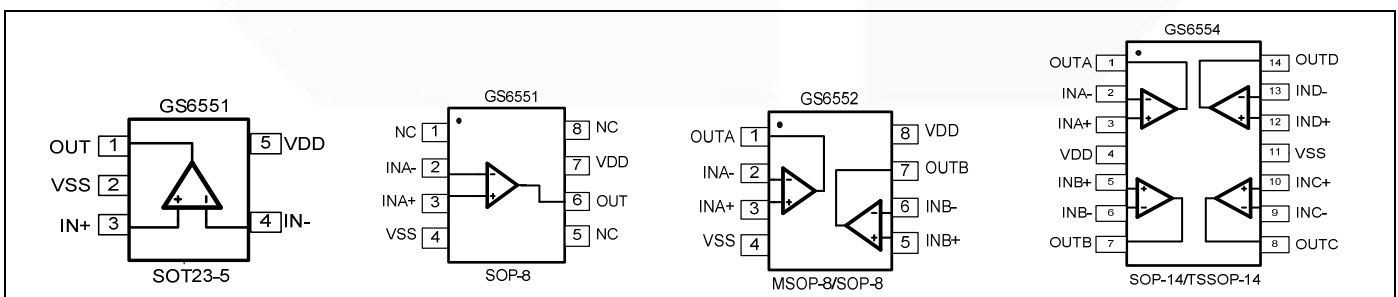 GS6551
OUT 1
VSS 2
IN+ 3
5 VDD
4 IN-
+ -
SOT23-5
GS6551
NC 1
INA- 2
INA+ 3
VSS 4
8 NC
7 VDD
6 OUT
5 NC
-
+
SOP-8
GS6552
OUTA 1
INA- 2
INA+ 3
VSS 4
8 VDD
7 OUTB
6 INB-
5 INB+
-
+
-
+
MSOP-8/SOP-8
GS6554
OUTA 1
INA- 2
INA+ 3
VDD 4
INB+ 5
INB- 6
OUTB 7
14 OUTD
13 IND-
12 IND+
11 VSS
10 INC+
9 INC-
8 OUTC
-
+
-
+
+
-
+
-
SOP-14/TSSOP-14